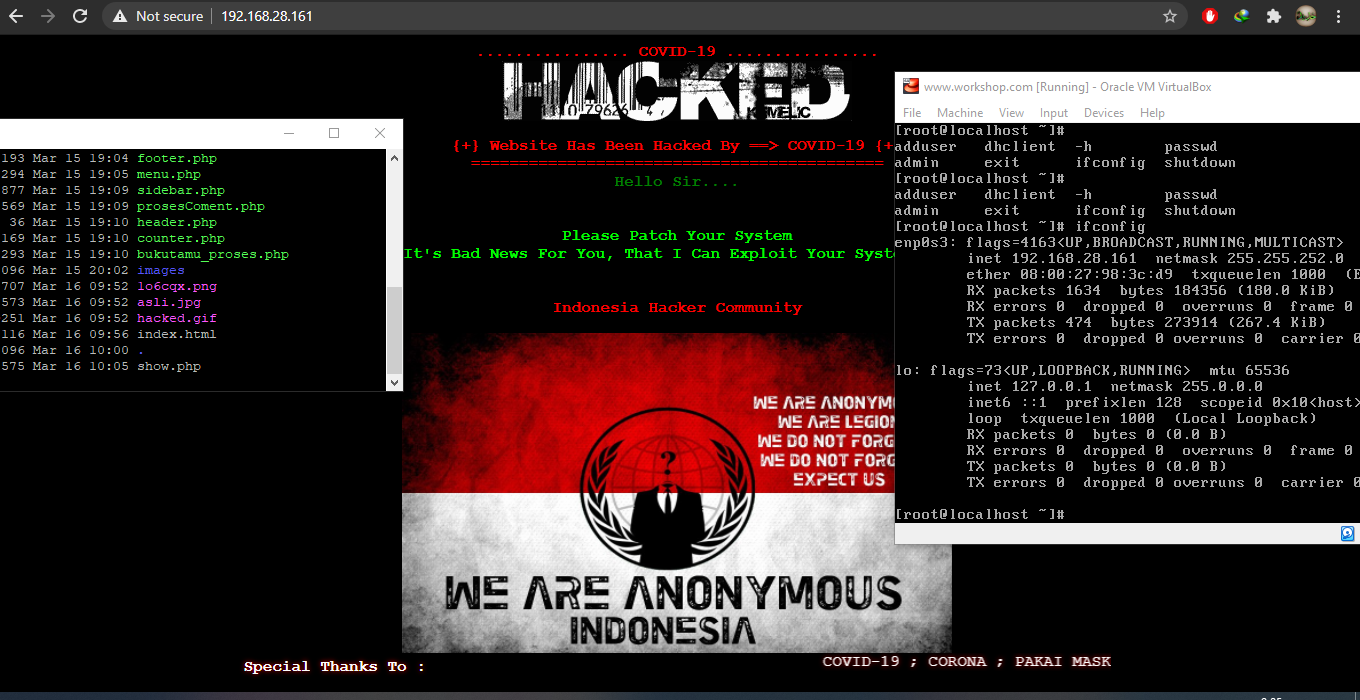 Not secure
192.168.28.161
............... COVID-19 ...............
HACKED
{+} Website Has Been Hacked By ==> COVID-19 {+
===========================================
Hello Sir....
Please Patch Your System
It's Bad News For You, That I Can Exploit Your Syst
Indonesia Hacker Community
WE ARE ANONYM
WE ARE LEGION
WE DO NOT FORG
WE DO NOT FORG
EXPECT US
WE ARE ANONYMOUS
INDONESIA
Special Thanks To :
COVID-19 ; CORONA ; PAKAI MASK
193 Mar 15 19:04 footer.php
294 Mar 15 19:05 menu.php
877 Mar 15 19:09 sidebar.php
569 Mar 15 19:09 prosesComent.php
36 Mar 15 19:10 header.php
169 Mar 15 19:10 counter.php
293 Mar 15 19:10 bukutamu_proses.php
096 Mar 15 20:02 images
707 Mar 16 09:52 lo6cqx.png
573 Mar 16 09:52 asli.jpg
251 Mar 16 09:52 hacked.gif
116 Mar 16 09:56 index.html
096 Mar 16 10:00 .
575 Mar 16 10:05 show.php
www.workshop.com [Running] - Oracle VM VirtualBox
File Machine View Input Devices Help
[root@localhost ~]#
adduser dhclient -h passwd
admin exit ifconfig shutdown
[root@localhost ~]#
adduser dhclient -h passwd
admin exit ifconfig shutdown
[root@localhost ~]# ifconfig
enp0s3: flags=4163<UP,BROADCAST,RUNNING,MULTICAST>
inet 192.168.28.161 netmask 255.255.252.0
ether 08:00:27:98:3c:d9 txqueuelen 1000 (E
RX packets 1634 bytes 184356 (180.0 KiB)
RX errors 0 dropped 0 overruns 0 frame 0
TX packets 474 bytes 273914 (267.4 KiB)
TX errors 0 dropped 0 overruns 0 carrier 0
lo: flags=73<UP,LOOPBACK,RUNNING> mtu 65536
inet 127.0.0.1 netmask 255.0.0.0
inet6 ::1 prefixlen 128 scopeid 0x10<host>
loop txqueuelen 1000 (Local Loopback)
RX packets 0 bytes 0 (0.0 B)
RX errors 0 dropped 0 overruns 0 frame 0
TX packets 0 bytes 0 (0.0 B)
TX errors 0 dropped 0 overruns 0 carrier 0
[root@localhost ~]#